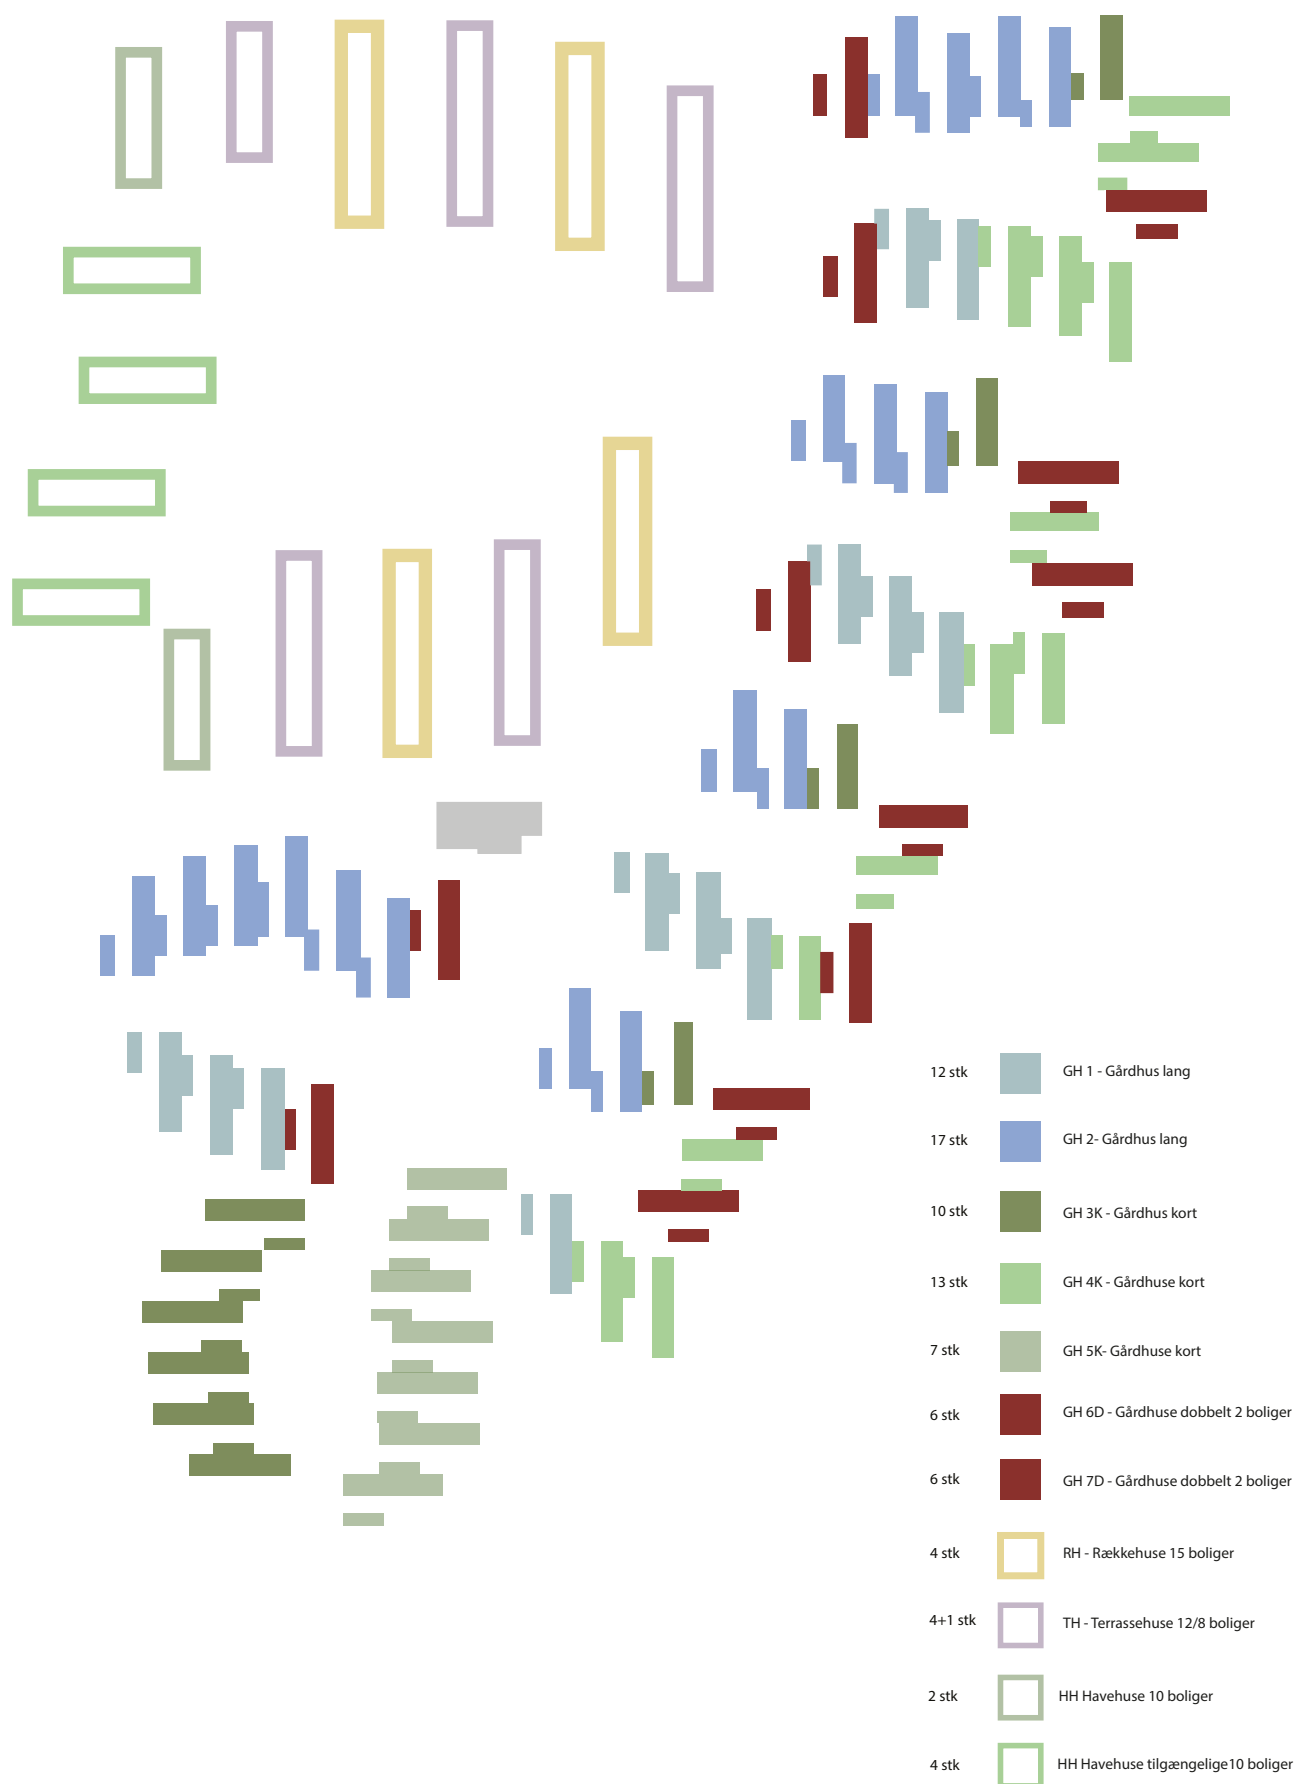 12 stk GH 1 - Gårdhus lang
17 stk GH 2- Gårdhus lang
10 stk GH 3K - Gårdhus kort
13 stk GH 4K - Gårdhuse kort
7 stk GH 5K- Gårdhuse kort
6 stk GH 6D - Gårdhuse dobbelt 2 boliger
6 stk GH 7D - Gårdhuse dobbelt 2 boliger
4 stk RH - Rækkehuse 15 boliger
4+1 stk TH - Terrassehuse 12/8 boliger
2 stk HH Havehuse 10 boliger
4 stk HH Havehuse tilgængelige10 boliger